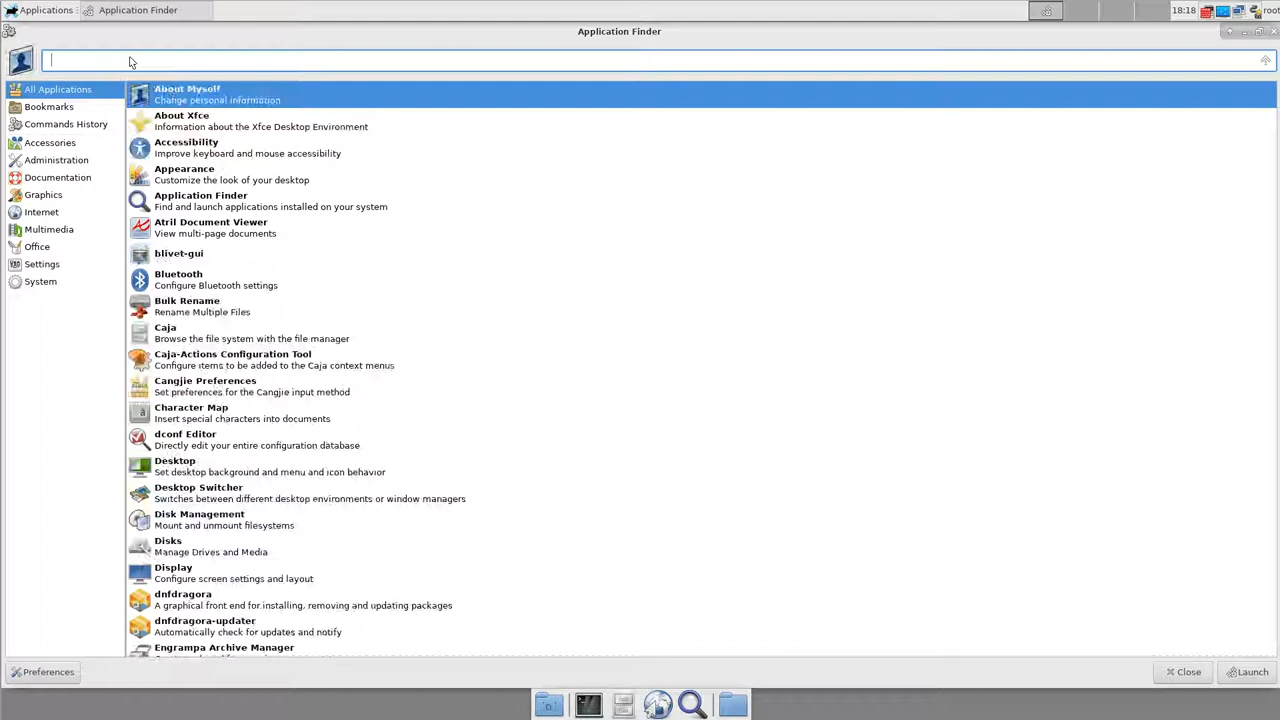 Applications
Application Finder
18:18
root
Application Finder
All Applications
Bookmarks
Commands History
Accessories
Administration
Documentation
Graphics
Internet
Multimedia
Office
Settings
System
About Myself
Change personal information
About Xfce
Information about the Xfce Desktop Environment
Accessibility
Improve keyboard and mouse accessibility
Appearance
Customize the look of your desktop
Application Finder
Find and launch applications installed on your system
Atril Document Viewer
View multi-page documents
blivet-gui
Bluetooth
Configure Bluetooth settings
Bulk Rename
Rename Multiple Files
Caja
Browse the file system with the file manager
Caja-Actions Configuration Tool
Configure items to be added to the Caja context menus
Cangjie Preferences
Set preferences for the Cangjie input method
Character Map
Insert special characters into documents
dconf Editor
Directly edit your entire configuration database
Desktop
Set desktop background and menu and icon behavior
Desktop Switcher
Switches between different desktop environments or window managers
Disk Management
Mount and unmount filesystems
Disks
Manage Drives and Media
Display
Configure screen settings and layout
dnfdragora
A graphical front end for installing, removing and updating packages
dnfdragora-updater
Automatically check for updates and notify
Engrampa Archive Manager
Preferences
Close
Launch